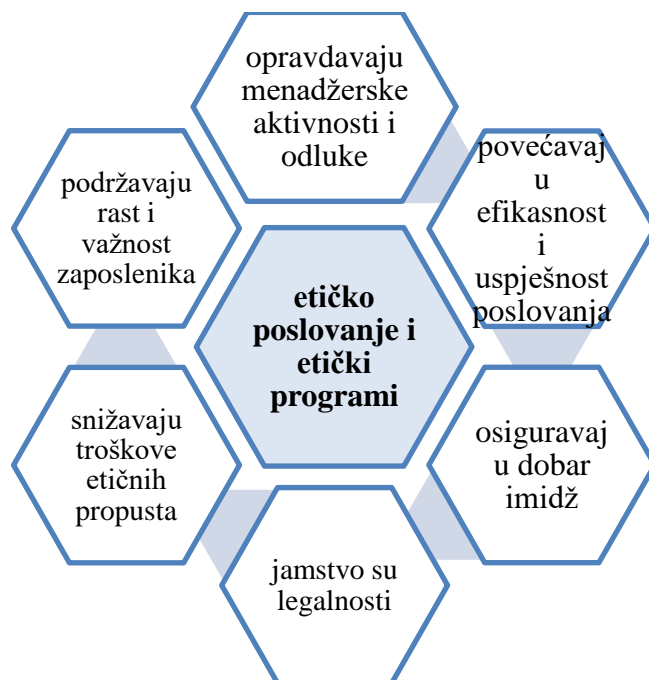 opravdavaju
menadžerske
aktivnosti i
odluke
povećavaj
u
efikasnost
i
uspješnost
poslovanja
osiguravaj
u dobar
imidž
jamstvo su
legalnosti
snižavaju
troškove
etičnih
propusta
podržavaju
rast i
važnost
zaposlenika
etičko
poslovanje i
etički
programi